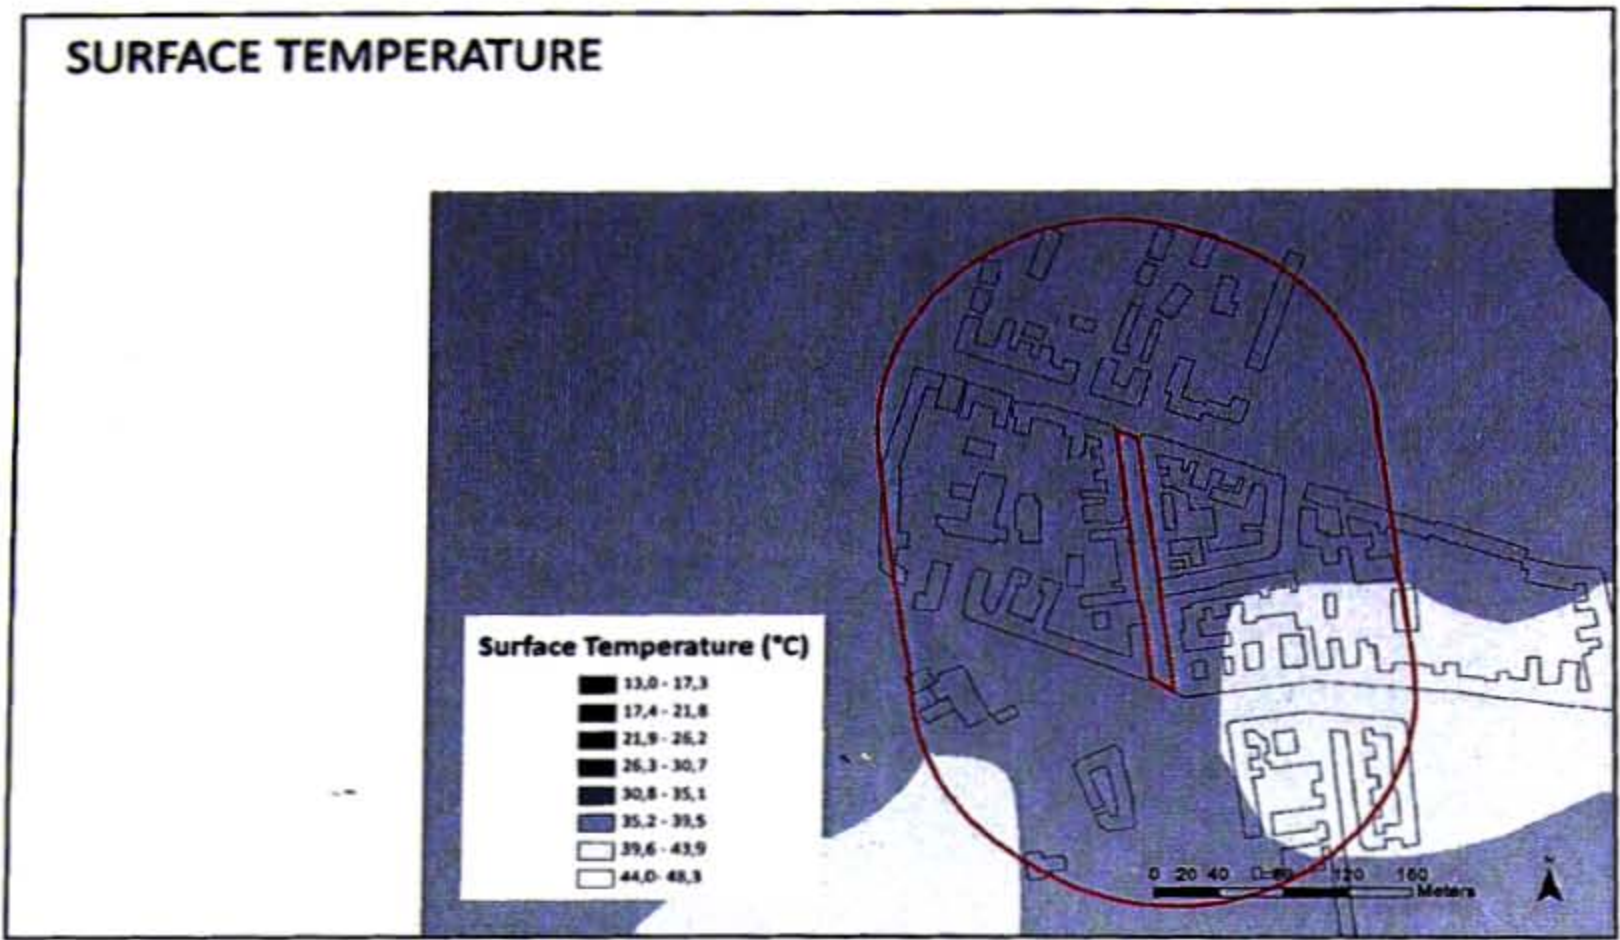 SURFACE TEMPERATURE
Surface Temperature (°C)
13,0 - 17,3
17,4 - 21,8
21,9 - 26,2
26,3 - 30,7
30,8 - 35,1
35,2 - 39,5
39,6 - 43,9
44,0- 48,3
0 20 40 80 120 160
Meters
N